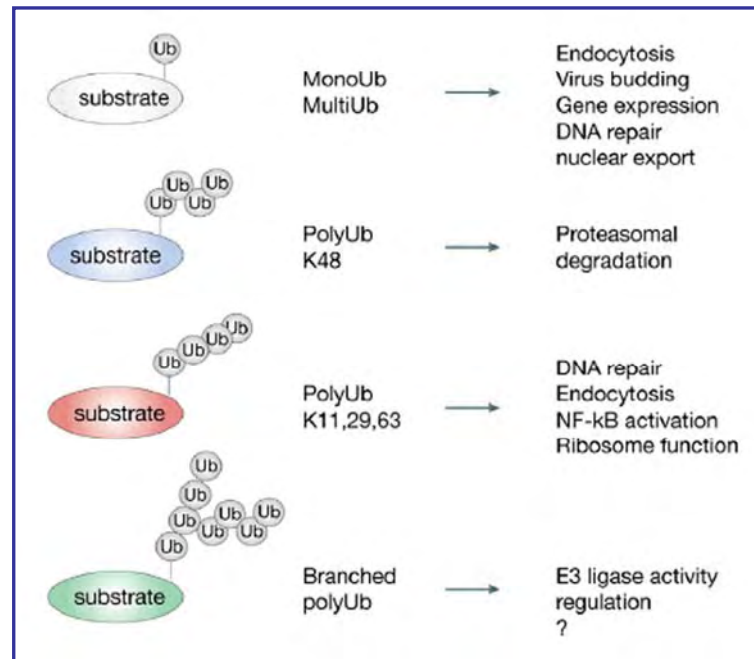 Ub
substrate
MonoUb
MultiUb
Endocytosis
Virus budding
Gene expression
DNA repair
nuclear export
Ub Ub Ub Ub
substrate
PolyUb
K48
Proteasomal
degradation
Ub Ub Ub Ub
substrate
PolyUb
K11,29,63
DNA repair
Endocytosis
NF-kB activation
Ribosome function
Ub
Ub
Ub Ub Ub Ub Ub
Ub
substrate
Branched
polyUb
E3 ligase activity
regulation
?